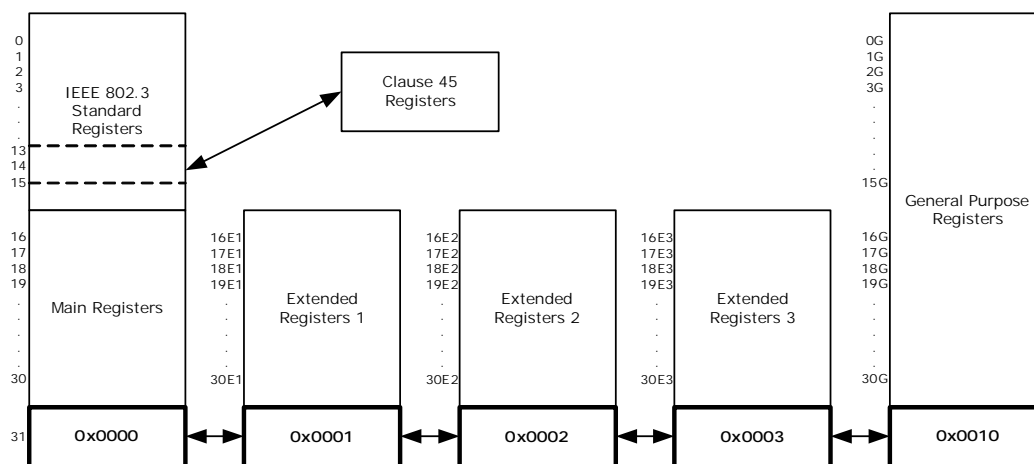 0
1
2
3
.
.
.
13
14
15
IEEE 802.3
Standard
Registers
Clause 45
Registers
16
17
18
19
.
.
.
.
.
30
Main Registers
16E1
17E1
18E1
19E1
.
.
.
.
.
30E1
Extended
Registers 1
16E2
17E2
18E2
19E2
.
.
.
.
.
30E2
Extended
Registers 2
16E3
17E3
18E3
19E3
.
.
.
.
.
30E3
Extended
Registers 3
0G
1G
2G
3G
.
.
.
.
.
15G
16G
17G
18G
19G
.
.
.
.
.
30G
General Purpose
Registers
31
0x0000
0x0001
0x0002
0x0003
0x0010